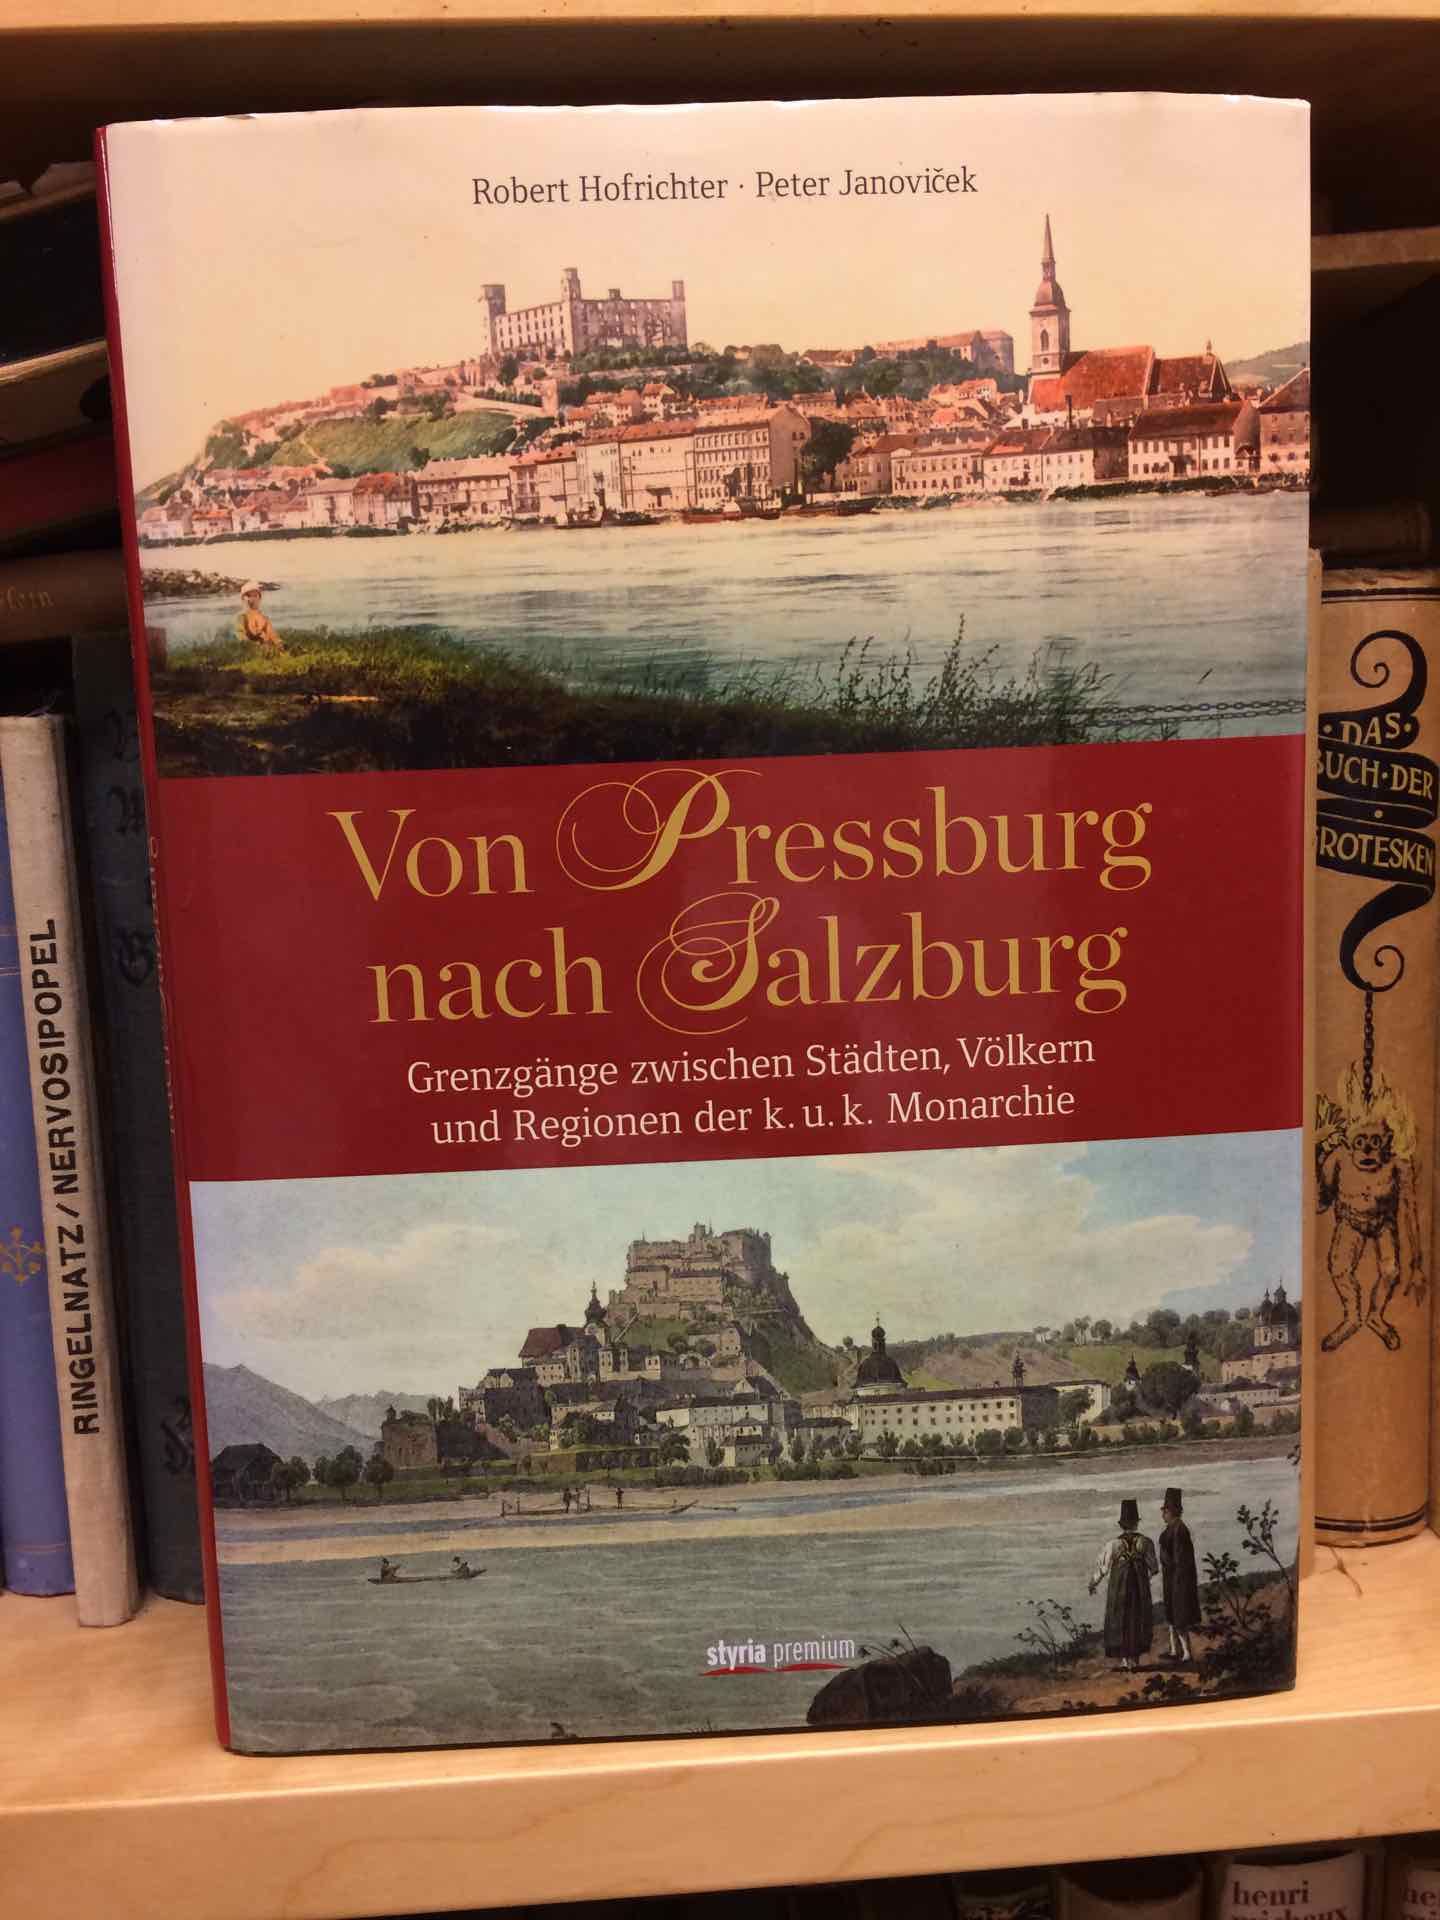 Robert Hofrichter · Peter Janoviček
Von Pressburg
nach Salzburg
Grenzgänge zwischen Städten, Völkern
und Regionen der k. u. k. Monarchie
styria premium
RINGELNATZ / NERVOSIPOPEL
· DAS ·
BUCH · DER
·
GROTESKEN
henri